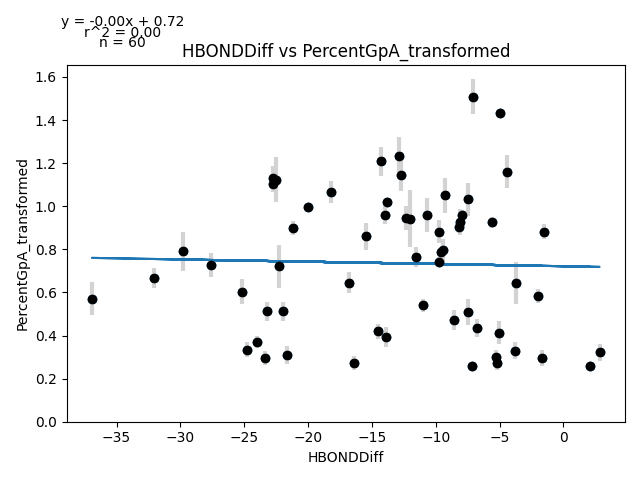 y = -0.00x + 0.72
r^2 = 0.00
n = 60
HBONDDiff vs PercentGpA_transformed
PercentGpA_transformed
1.6
1.4
1.2
1.0
0.8
0.6
0.4
0.2
0.0
−35 −30 −25 −20 −15 −10 −5 0
HBONDDiff